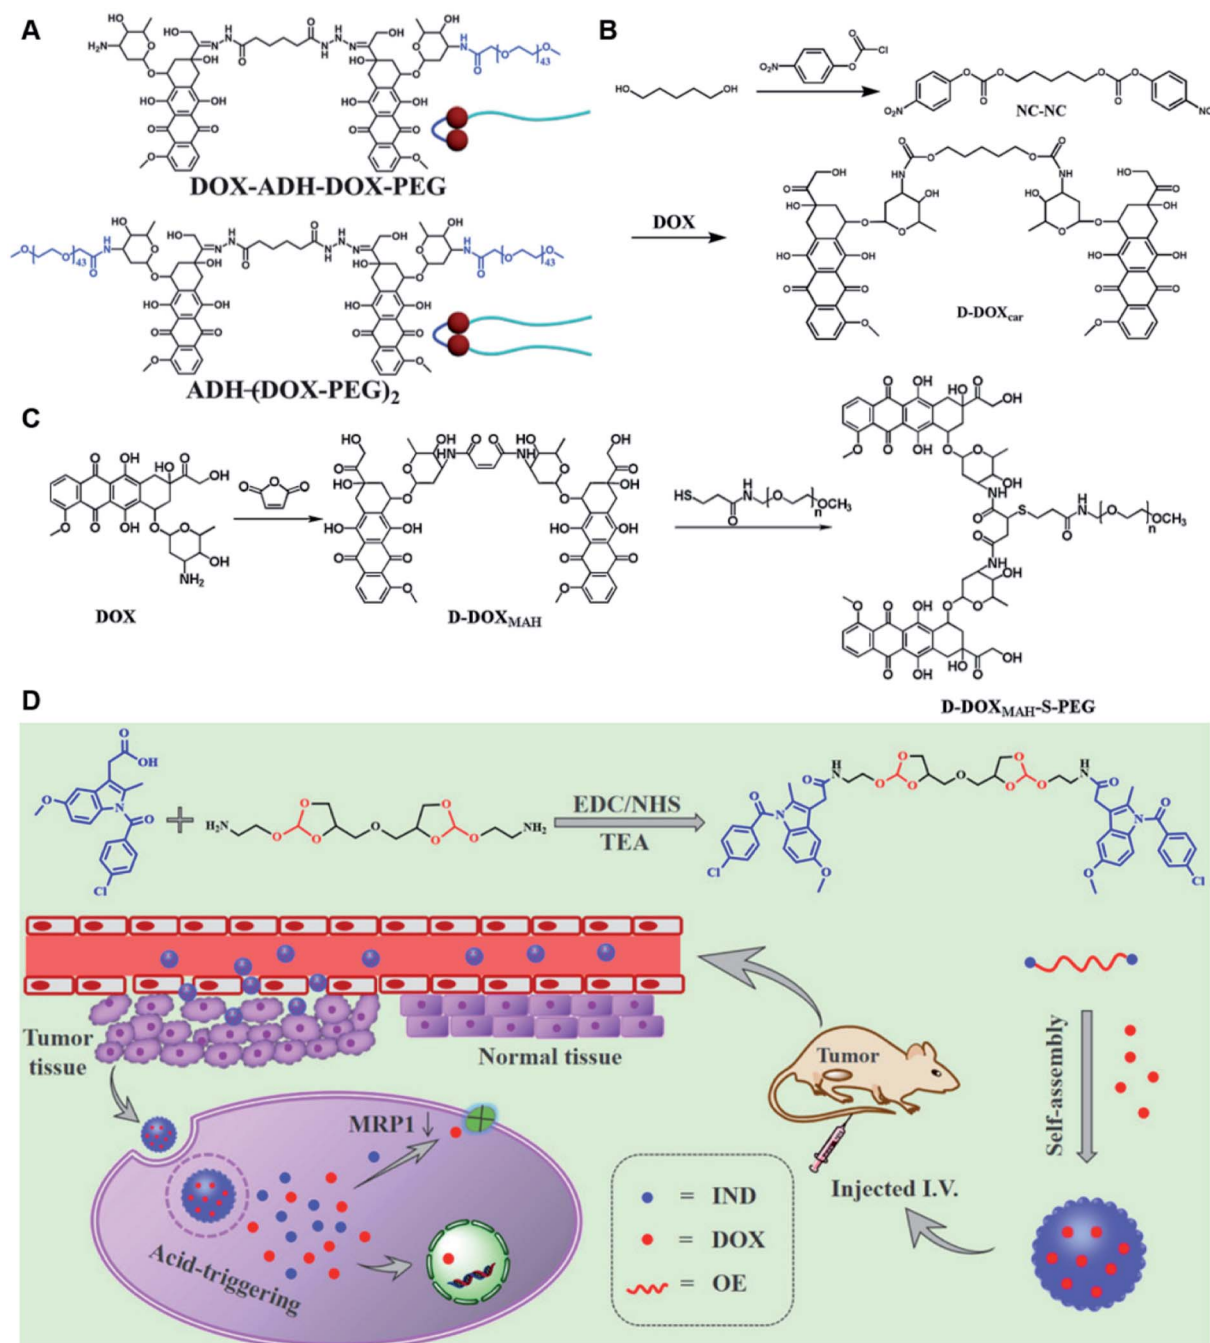 A
DOX-ADH-DOX-PEG
ADH-(DOX-PEG)2
B
NC-NC
DOX
D-DOXcar
C
DOX
D-DOXMAH
D-DOXMAH-S-PEG
D
EDC/NHS
TEA
Tumor
tissue
Normal tissue
Tumor
Self-assembly
MRP1
Injected I.V.
Acid-triggering
= IND
= DOX
= OE